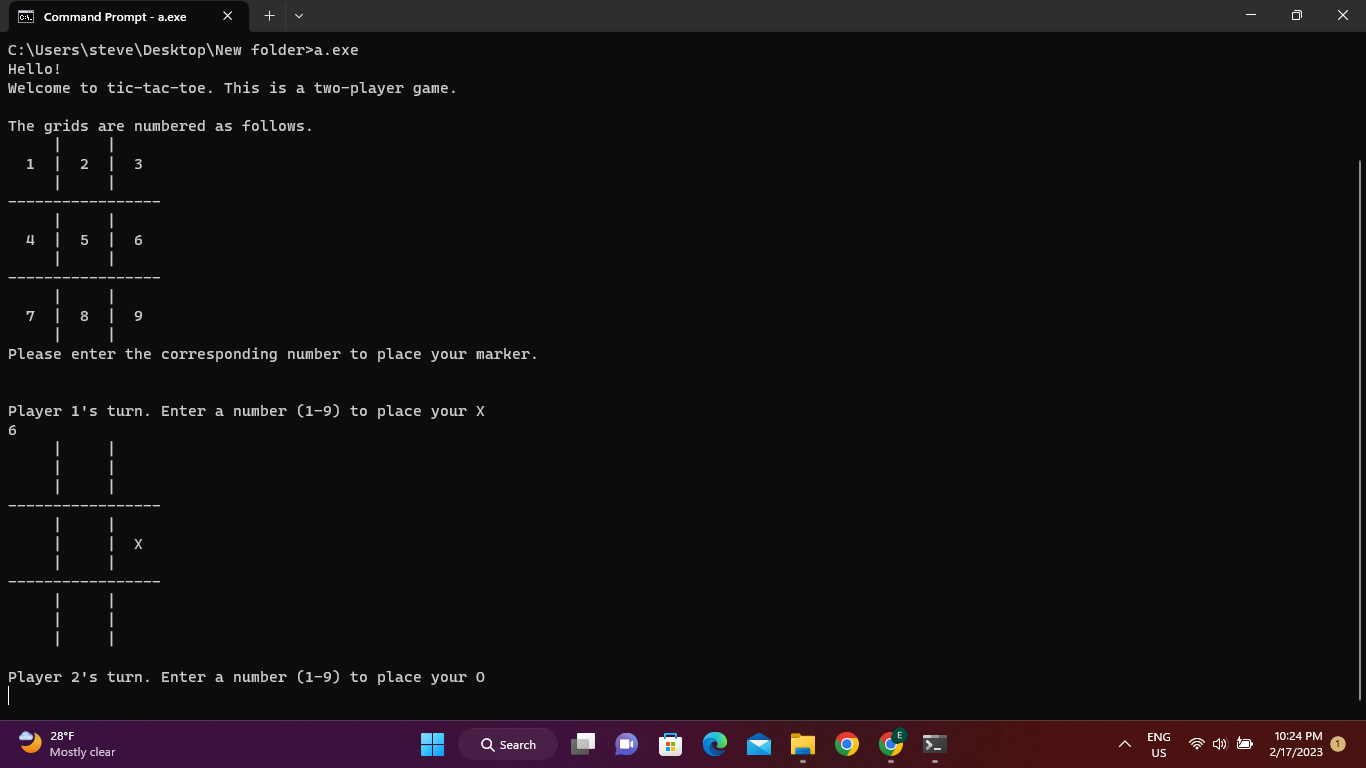 Command Prompt - a.exe
C:\Users\steve\Desktop\New folder>a.exe
Hello!
Welcome to tic-tac-toe. This is a two-player game.
The grids are numbered as follows.
     |     |
  1  |  2  |  3
     |     |
-----------------
     |     |
  4  |  5  |  6
     |     |
-----------------
     |     |
  7  |  8  |  9
     |     |
Please enter the corresponding number to place your marker.
Player 1's turn. Enter a number (1-9) to place your X
6
     |     |
     |     |
     |     |
-----------------
     |     |
     |     |  X
     |     |
-----------------
     |     |
     |     |
     |     |
Player 2's turn. Enter a number (1-9) to place your O
28°F
Mostly clear
Search
E
ENG
US
10:24 PM
2/17/2023
1